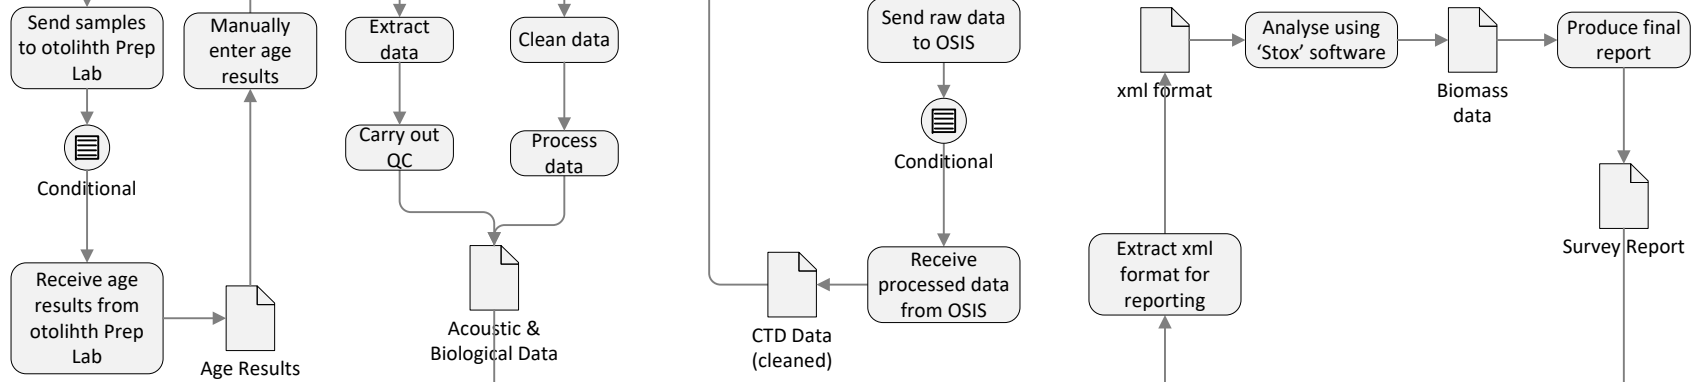 Send samples
to otolihth Prep
Lab
Conditional
Receive age
results from
otolihth Prep
Lab
Manually
enter age
results
Age Results
Extract
data
Carry out
QC
Clean data
Process
data
Acoustic &
Biological Data
Send raw data
to OSIS
Conditional
Receive
processed data
from OSIS
CTD Data
(cleaned)
xml format
Extract xml
format for
reporting
Analyse using
‘Stox’ software
Biomass
data
Produce final
report
Survey Report